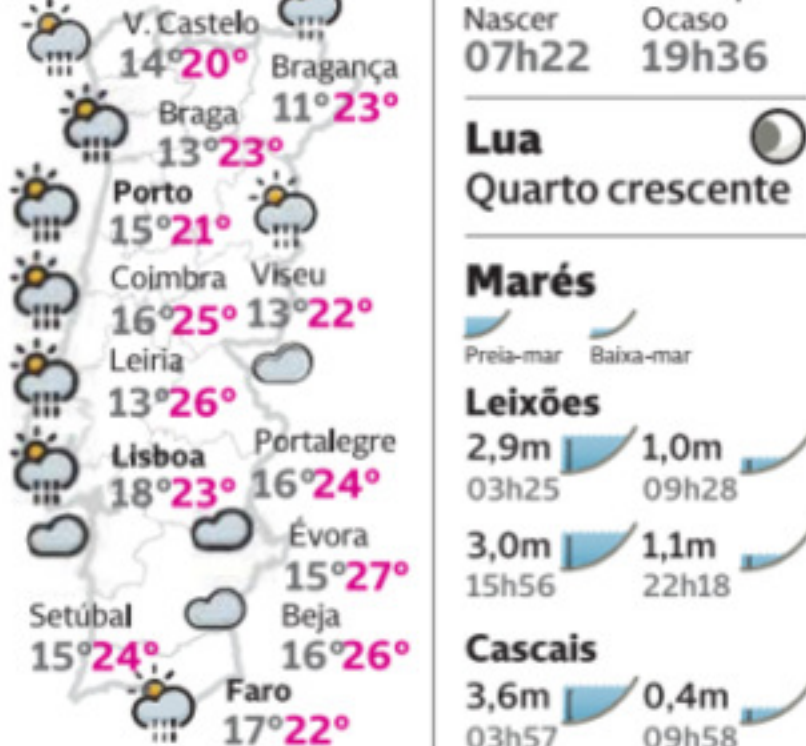 V. Castelo
14° 20°
Bragança
11° 23°
Braga
13° 23°
Porto
15° 21°
Coimbra
16° 25°
Viseu
13° 22°
Leiria
13° 26°
Lisboa
18° 23°
Portalegre
16° 24°
Évora
15° 27°
Setúbal
15° 24°
Beja
16° 26°
Faro
17° 22°
Nascer Ocaso
07h22 19h36
Lua
Quarto crescente
Marés
Preia-mar Baixa-mar
Leixões
2,9m 1,0m
03h25 09h28
3,0m 1,1m
15h56 22h18
Cascais
3,6m 0,4m
03h57 09h58